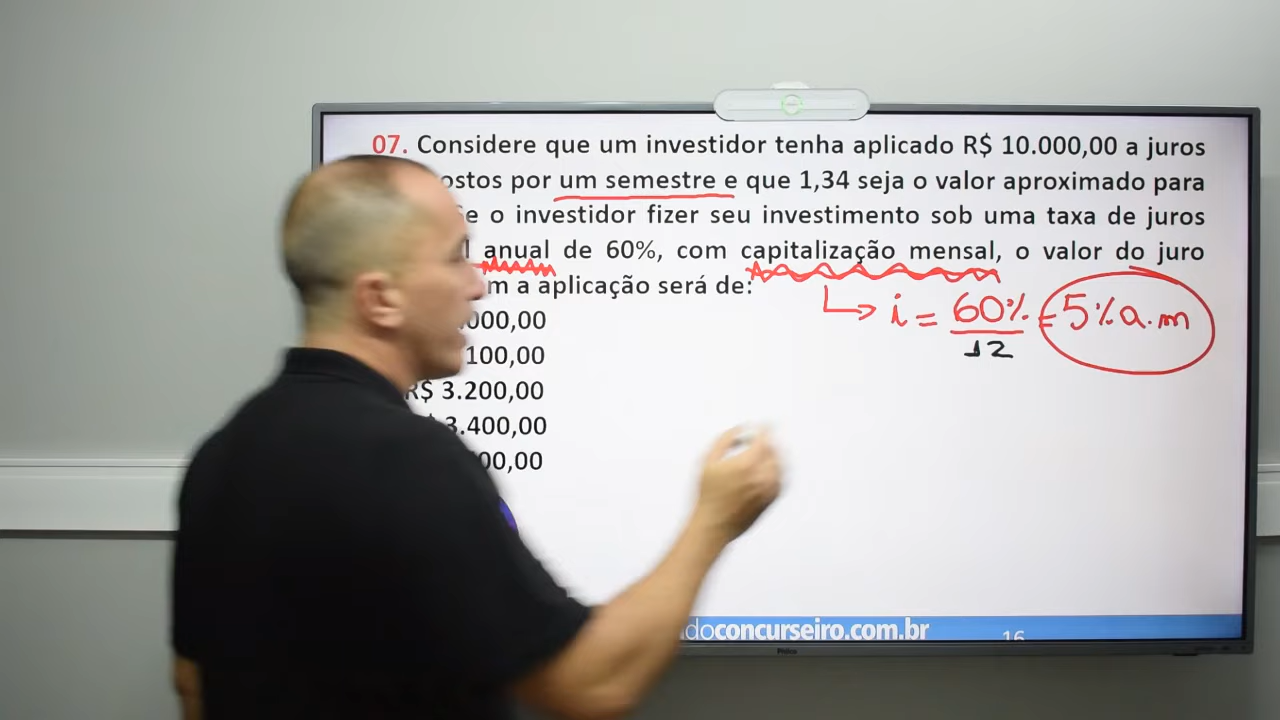 07. Considere que um investidor tenha aplicado R$ 10.000,00 a juros
ostos por um semestre e que 1,34 seja o valor aproximado para
e o investidor fizer seu investimento sob uma taxa de juros
l anual de 60%, com capitalização mensal, o valor do juro
m a aplicação será de:
i = 60% = 5% a.m
12
000,00
100,00
R$ 3.200,00
3.400,00
00,00
doconcurseiro.com.br
16
Philco